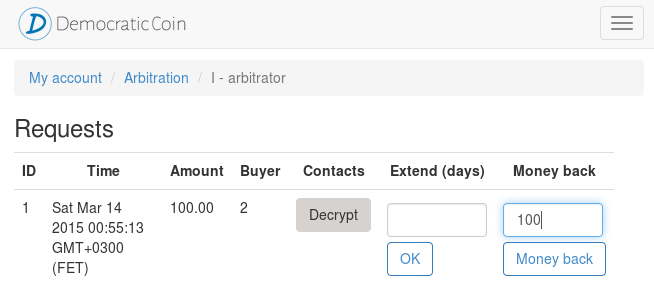 DemocraticCoin
My account / Arbitration / I - arbitrator
Requests
ID Time Amount Buyer Contacts Extend (days) Money back
1 Sat Mar 14 100.00 2 Decrypt 100
2015 00:55:13
GMT+0300 OK Money back
(FET)